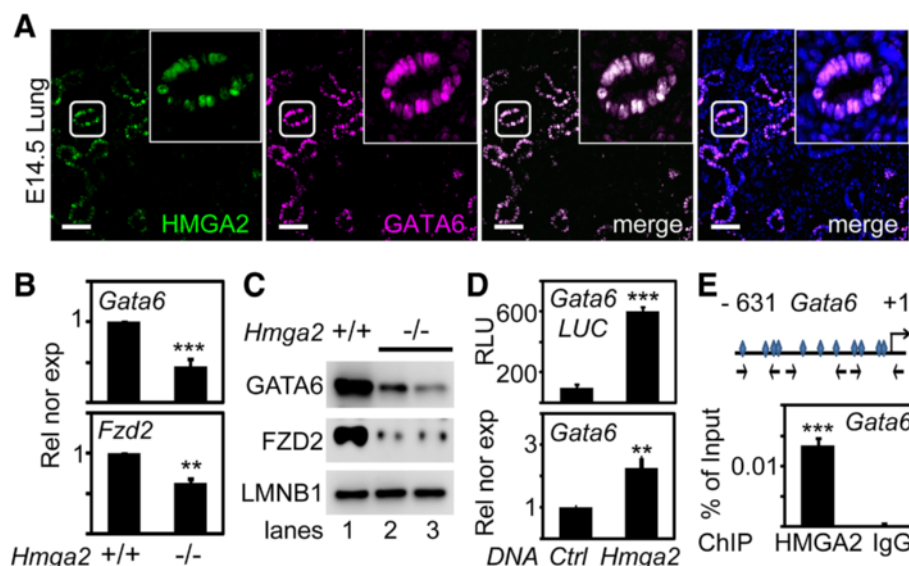 A
E14.5 Lung
HMGA2
GATA6
merge
merge
B
Rel nor exp
Gata6
1
***
Fzd2
1
**
Hmga2 +/+ -/-
C
Hmga2 +/+ -/-
GATA6
FZD2
LMNB1
lanes 1 2 3
D
RLU
Gata6
LUC
***
600
200
Rel nor exp
Gata6
**
3
1
DNA Ctrl Hmga2
E
- 631 Gata6 +1
% of Input
Gata6
***
0.01
ChIP HMGA2 IgG